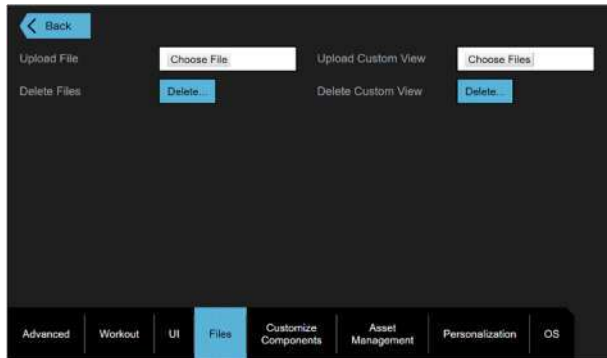 Back
Upload File Choose File Upload Custom View Choose Files
Delete Files Delete... Delete Custom View Delete...
Advanced Workout UI Files Customize Components Asset Management Personalization OS